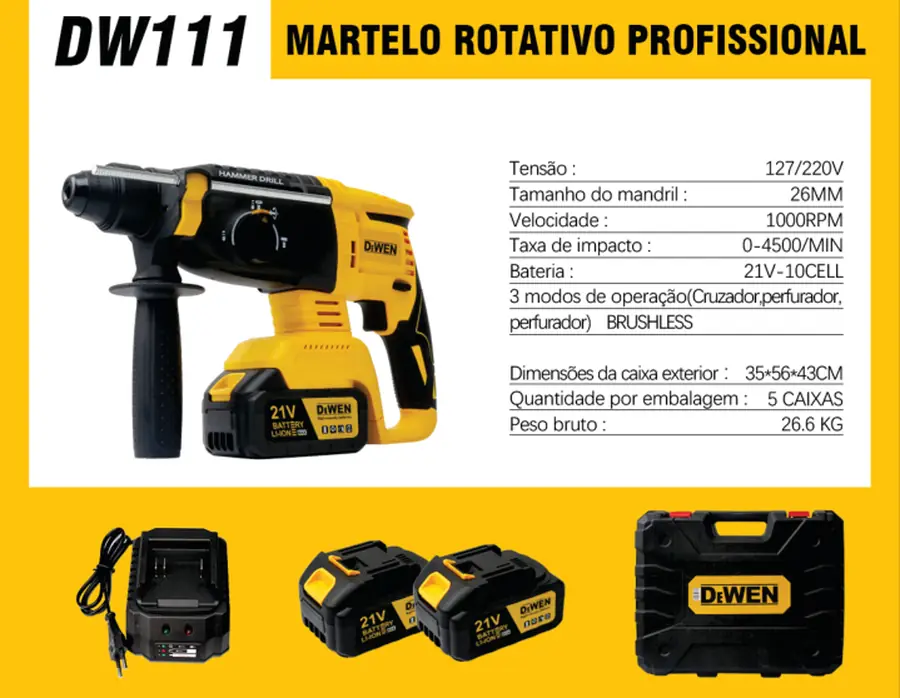 DW111
MARTELO ROTATIVO PROFISSIONAL
HAMMER DRILL
DEWEN
21V
BATTERY
LI-ION
DEWEN
Tensão : 127/220V
Tamanho do mandril : 26MM
Velocidade : 1000RPM
Taxa de impacto : 0-4500/MIN
Bateria : 21V-10CELL
3 modos de operação(Cruzador,perfurador,
perfurador) BRUSHLESS
Dimensões da caixa exterior : 35*56*43CM
Quantidade por embalagem : 5 CAIXAS
Peso bruto : 26.6 KG
21V
BATTERY
LI-ION
21V
BATTERY
LI-ION
DEWEN
DEWEN